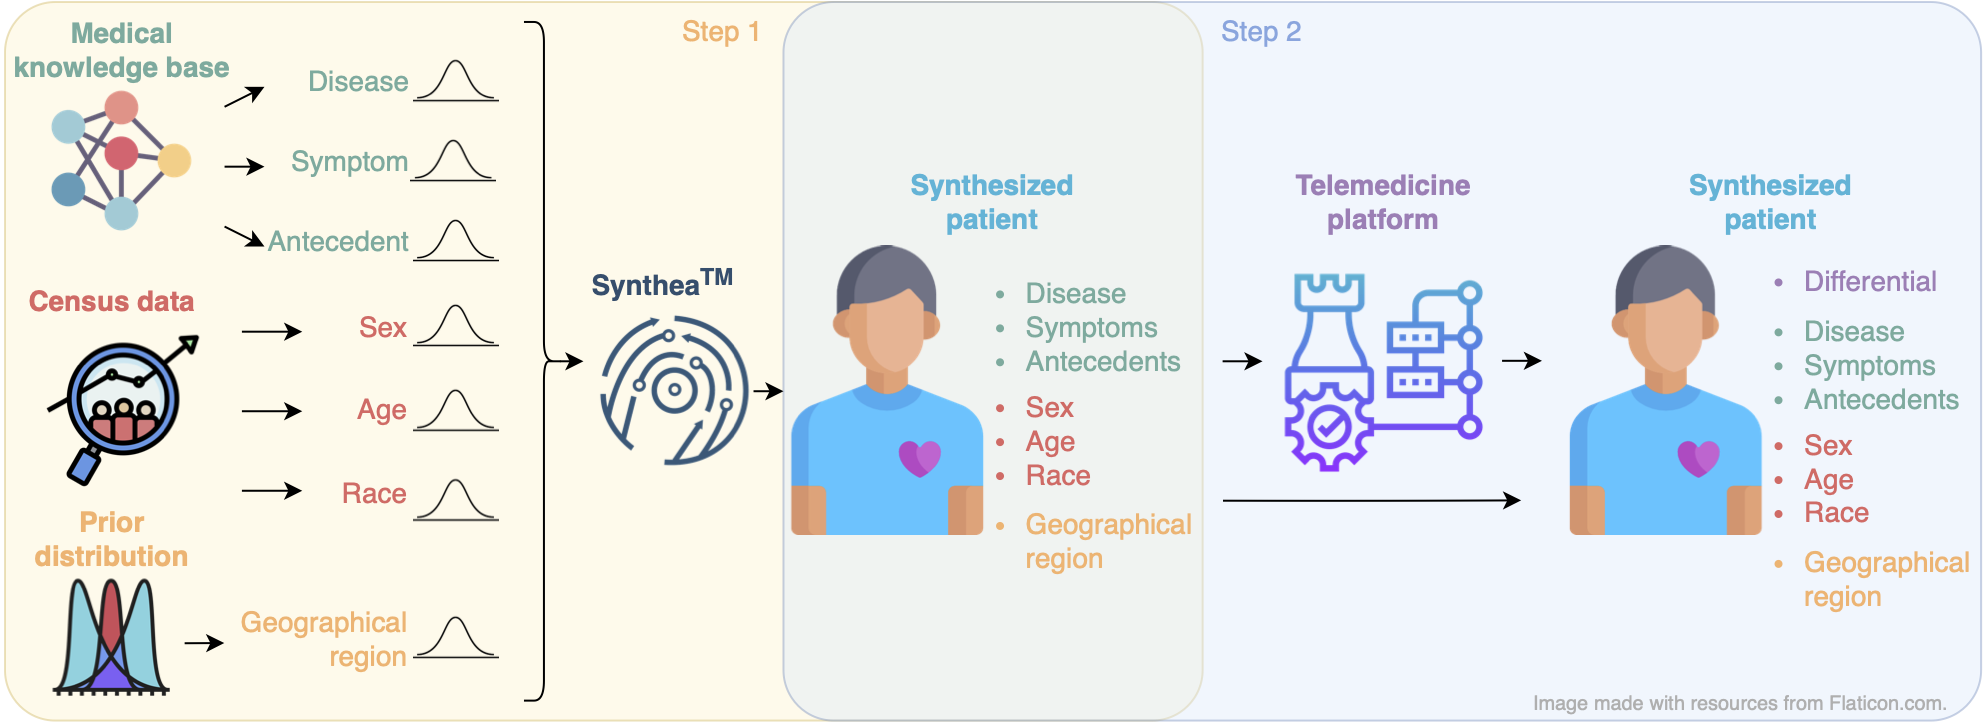 Step 1
Medical
knowledge base
Disease
Symptom
Antecedent
Census data
Sex
Age
Race
Prior
distribution
Geographical
region
Synthea™
Synthesized
patient
• Disease
• Symptoms
• Antecedents
• Sex
• Age
• Race
• Geographical
region
Step 2
Telemedicine
platform
Synthesized
patient
• Differential
• Disease
• Symptoms
• Antecedents
• Sex
• Age
• Race
• Geographical
region
Image made with resources from Flaticon.com.